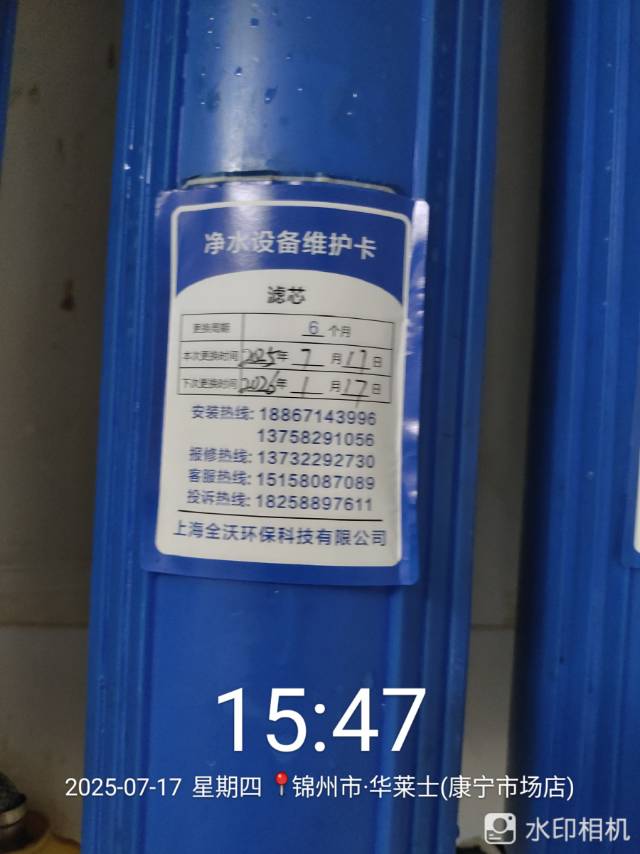 净水设备维护卡
滤芯
更换周期 6 个月
本次更换时间 2025年 7 月 17 日
下次更换时间 2026年 1 月 17 日
安装热线: 18867143996
13758291056
报修热线: 13732292730
客服热线: 15158087089
投诉热线: 18258897611
上海全沃环保科技有限公司
15:47
2025-07-17 星期四 锦州市·华莱士(康宁市场店)
水印相机